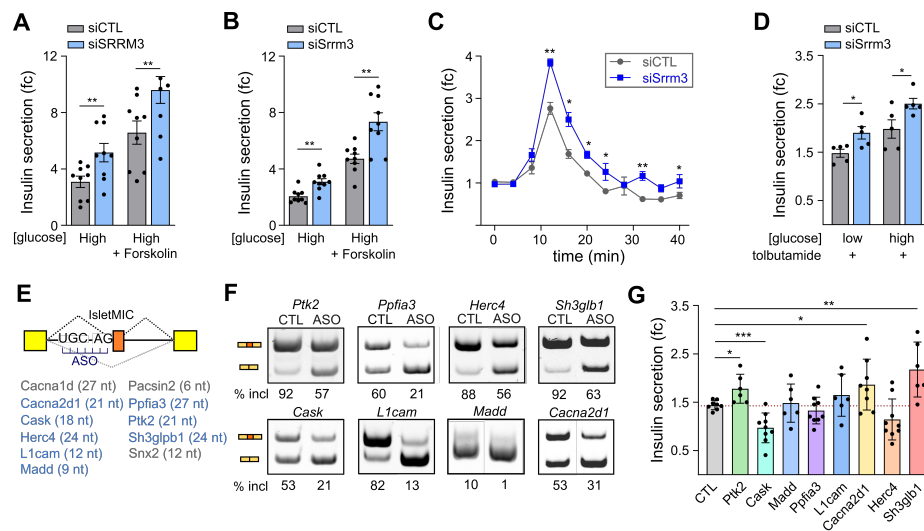 A
siCTL
siSRRM3
Insulin secretion (fc)
12
8
4
0
**
**
[glucose]
High
High
+ Forskolin
B
siCTL
siSrrm3
Insulin secretion (fc)
12
8
4
0
**
**
[glucose]
High
High
+ Forskolin
C
Insulin secretion (fc)
4
3
2
1
**
*
*
*
**
*
siCTL
siSrrm3
0
10
20
30
40
time (min)
D
siCTL
siSrrm3
Insulin secretion (fc)
3.5
2.5
1.5
*
*
[glucose]
low
high
tolbutamide
+
+
E
IsletMIC
UGC-AG
ASO
Cacna1d (27 nt)
Cacna2d1 (21 nt)
Cask (18 nt)
Herc4 (24 nt)
L1cam (12 nt)
Madd (9 nt)
Pacsin2 (6 nt)
Ppfia3 (27 nt)
Ptk2 (21 nt)
Sh3glpb1 (24 nt)
Snx2 (12 nt)
F
Ptk2
Ppfia3
Herc4
Sh3glb1
CTL ASO
CTL ASO
CTL ASO
CTL ASO
% incl
92 57
60 21
88 56
92 63
Cask
L1cam
Madd
Cacna2d1
% incl
53 21
82 13
10 1
53 31
G
Insulin secretion (fc)
3.5
2.5
1.5
0.5
**
*
***
*
CTL
Ptk2
Cask
Madd
Ppfia3
L1cam
Cacna2d1
Herc4
Sh3glb1